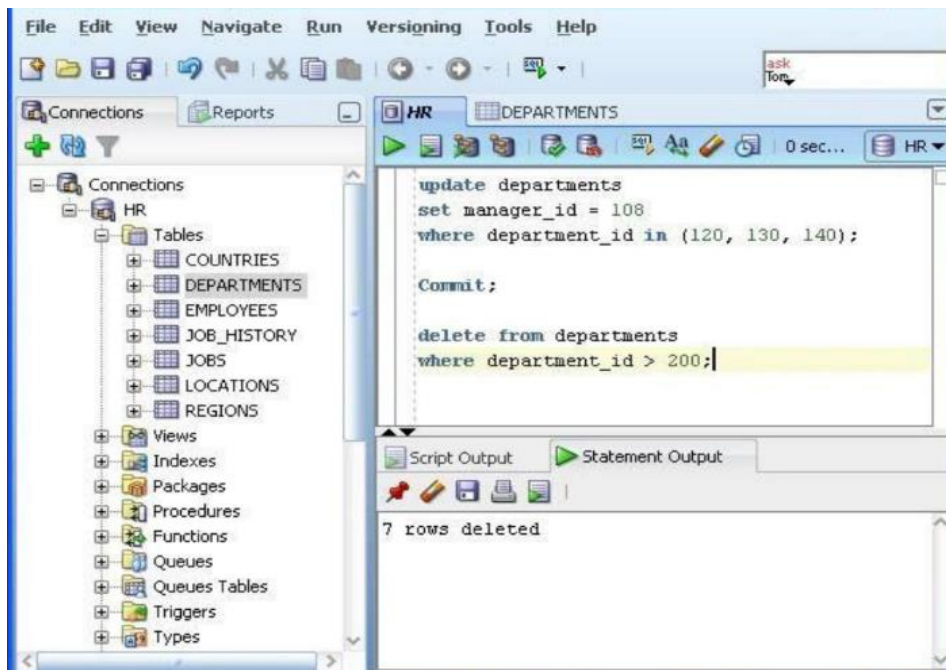 File Edit View Navigate Run Versioning Tools Help
ask
Tom
Connections Reports
HR DEPARTMENTS
0 sec... HR
Connections
HR
Tables
COUNTRIES
DEPARTMENTS
EMPLOYEES
JOB_HISTORY
JOBS
LOCATIONS
REGIONS
Views
Indexes
Packages
Procedures
Functions
Queues
Queues Tables
Triggers
Types
update departments
set manager_id = 108
where department_id in (120, 130, 140);
Commit;
delete from departments
where department_id > 200;
Script Output Statement Output
7 rows deleted